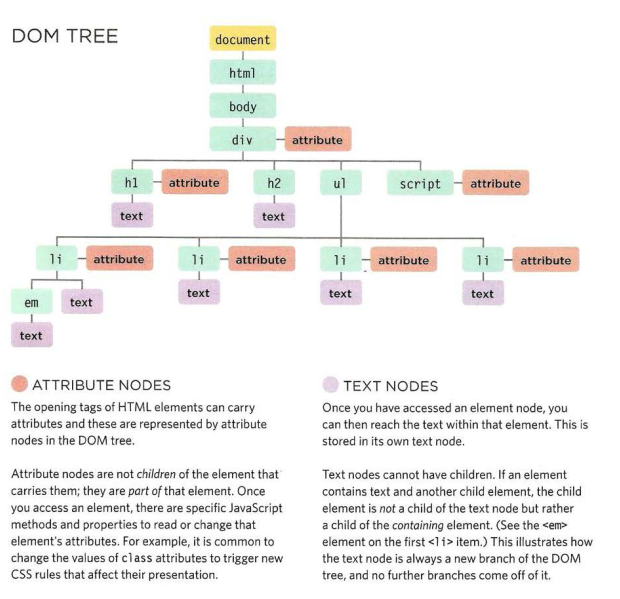 DOM TREE
document
html
body
div attribute
h1 attribute h2 ul script attribute
text text
li attribute li attribute li attribute li attribute
em text text text text
text
ATTRIBUTE NODES
The opening tags of HTML elements can carry
attributes and these are represented by attribute
nodes in the DOM tree.
Attribute nodes are not children of the element that
carries them; they are part of that element. Once
you access an element, there are specific JavaScript
methods and properties to read or change that
element's attributes. For example, it is common to
change the values of class attributes to trigger new
CSS rules that affect their presentation.
TEXT NODES
Once you have accessed an element node, you
can then reach the text within that element. This is
stored in its own text node.
Text nodes cannot have children. If an element
contains text and another child element, the child
element is not a child of the text node but rather
a child of the containing element. (See the <em>
element on the first <li> item.) This illustrates how
the text node is always a new branch of the DOM
tree, and no further branches come off of it.